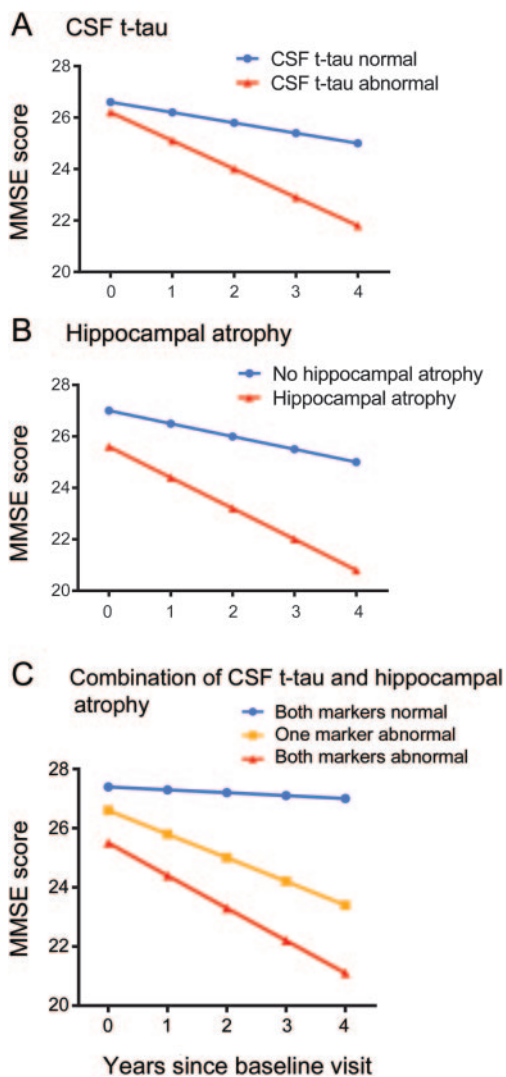 A CSF t-tau
CSF t-tau normal
CSF t-tau abnormal
28
26
24
22
20
MMSE score
0 1 2 3 4
B Hippocampal atrophy
No hippocampal atrophy
Hippocampal atrophy
28
26
24
22
20
MMSE score
0 1 2 3 4
C Combination of CSF t-tau and hippocampal
atrophy
Both markers normal
One marker abnormal
Both markers abnormal
28
26
24
22
20
MMSE score
0 1 2 3 4
Years since baseline visit